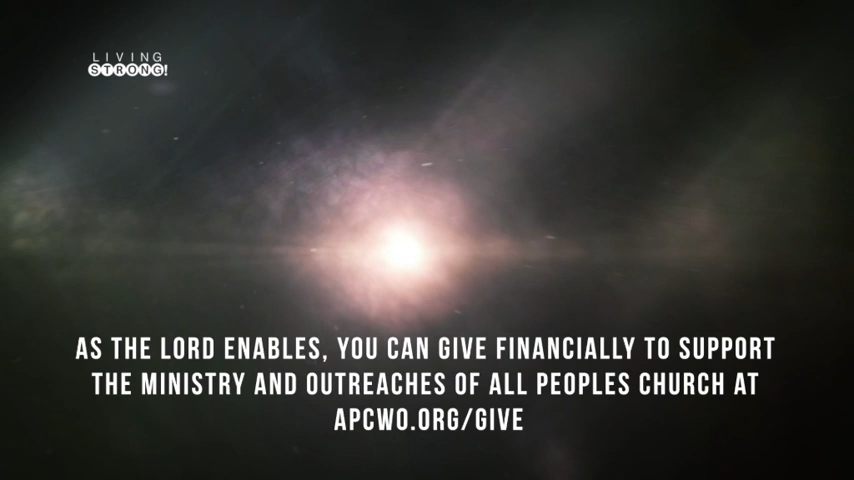 LIVING
STRONG!
AS THE LORD ENABLES, YOU CAN GIVE FINANCIALLY TO SUPPORT
THE MINISTRY AND OUTREACHES OF ALL PEOPLES CHURCH AT
APCWO.ORG/GIVE